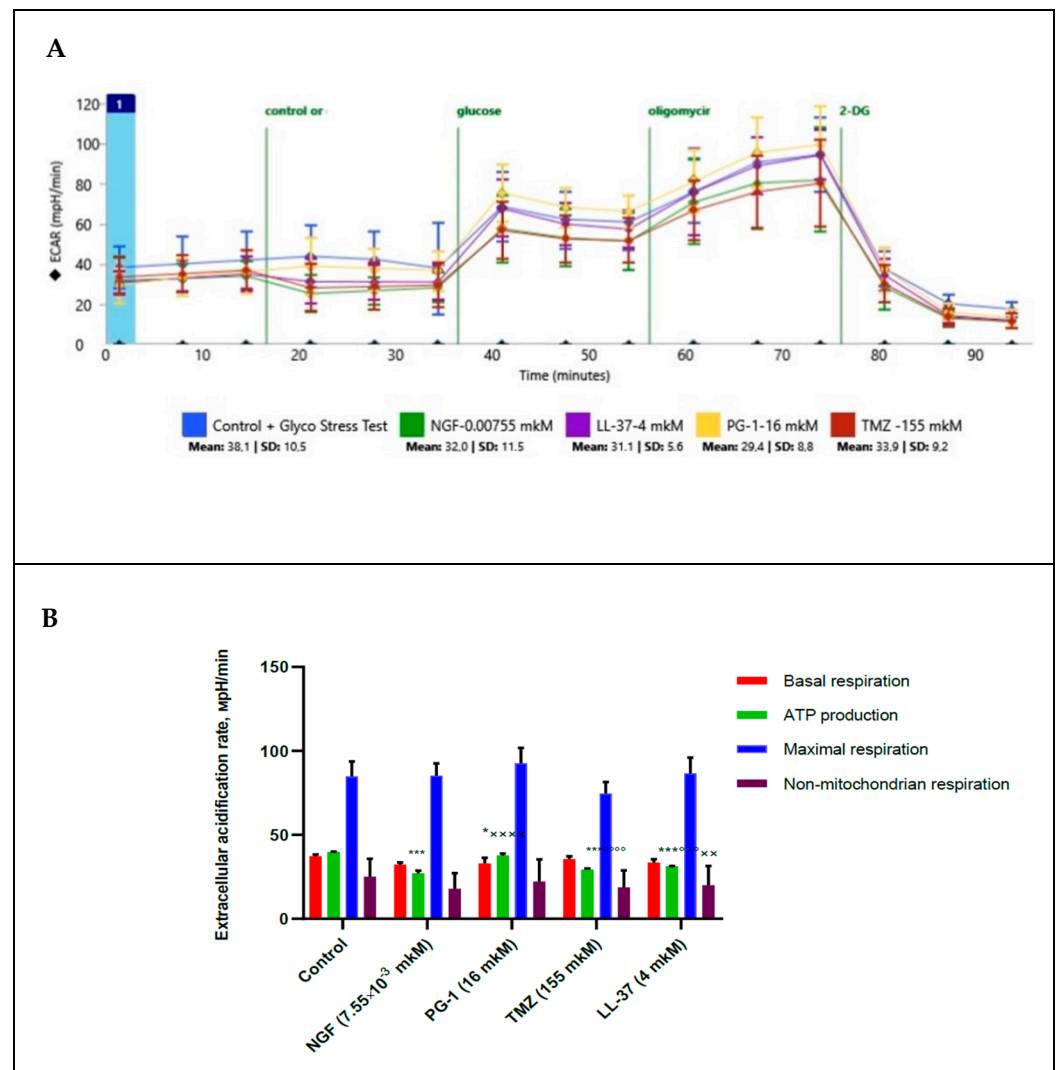 A
120
1
control or
glucose
oligomycir
2-DG
100
80
60
40
20
0
◆ ECAR (mpH/min)
0 10 20 30 40 50 60 70 80 90
Time (minutes)
Control + Glyco Stress Test NGF-0.00755 mkM LL-37-4 mkM PG-1-16 mkM TMZ -155 mkM
Mean: 38,1 | SD: 10,5 Mean: 32,0 | SD: 11.5 Mean: 31.1 | SD: 5.6 Mean: 29,4 | SD: 8,8 Mean: 33,9 | SD: 9,2
B
Extracellular acidification rate, мpH/min
150
100
50
0
Basal respiration
ATP production
Maximal respiration
Non-mitochondrian respiration
***
*××××
××
Control
NGF (7.55×10⁻³ mkM)
PG-1 (16 mkM)
TMZ (155 mkM)
LL-37 (4 mkM)